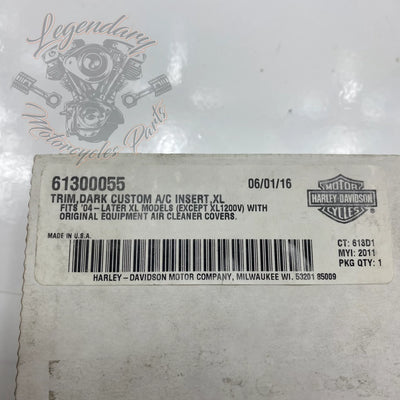 Legendary
Motorcycles Parts
61300055
06/01/16
TRIM,DARK CUSTOM A/C INSERT,XL
FITS '04-LATER XL MODELS (EXCEPT XL1200V) WITH
ORIGINAL EQUIPMENT AIR CLEANER COVERS.
MOTOR
HARLEY-DAVIDSON
CYCLES
MADE IN U.S.A.
CT: 618D1
MYI: 2011
PKG QTY: 1
HARLEY-DAVIDSON MOTOR COMPANY, MILWAUKEE WI. 53201 85009